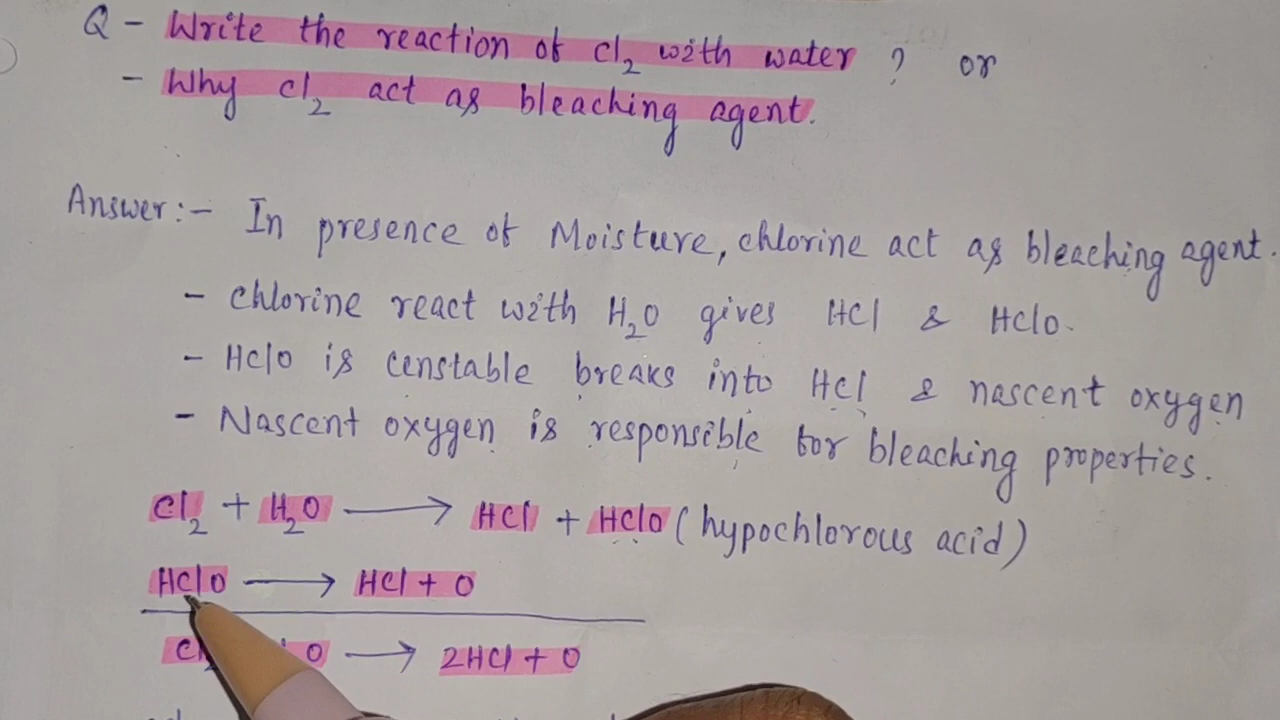 Q - Write the reaction of Cl₂ with water ? or
- Why Cl₂ act as bleaching agent.
Answer:- In presence of Moisture, chlorine act as bleaching agent.
- Chlorine react with H₂O gives HCl & HClO.
- HClO is unstable breaks into HCl & nascent oxygen
- Nascent oxygen is responsible for bleaching properties.
Cl₂ + H₂O ⟶ HCl + HClO (hypochlorous acid)
HClO ⟶ HCl + O
O ⟶ 2HCl + O